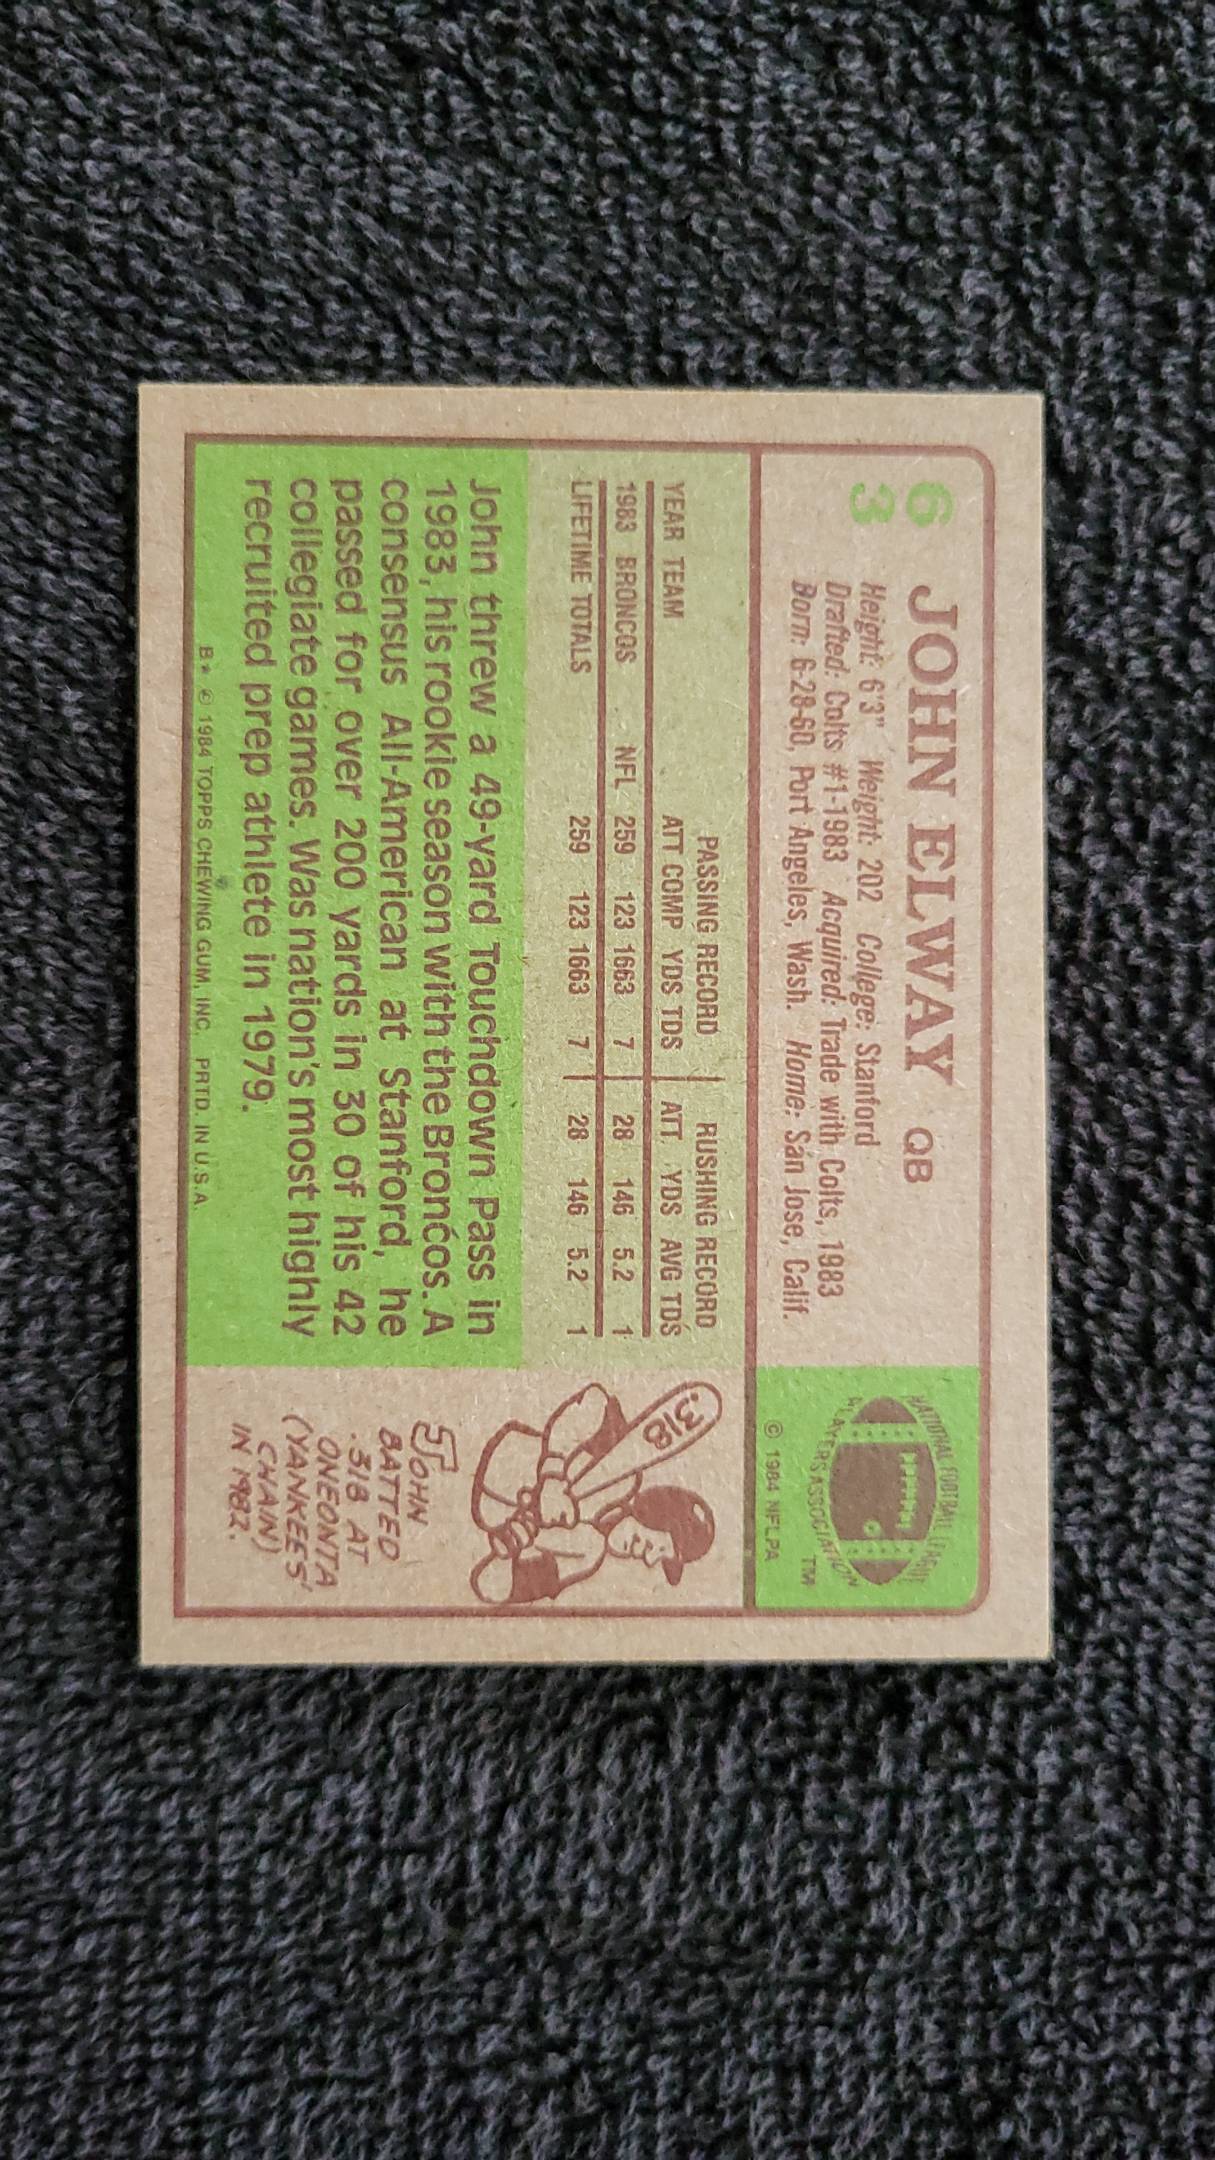 63
JOHN ELWAY QB
Height: 6'3" Weight: 202 College: Stanford
Drafted: Colts #1-1983 Acquired: Trade with Colts, 1983
Born: 6-28-60, Port Angeles, Wash. Home: San Jose, Calif.
NATIONAL FOOTBALL LEAGUE
PLAYERS ASSOCIATION
TM
© 1984 NFLPA
PASSING RECORD RUSHING RECORD
YEAR TEAM ATT COMP YDS TDS ATT. YDS AVG TDS
1983 BRONCOS NFL 259 123 1663 7 28 146 5.2 1
LIFETIME TOTALS 259 123 1663 7 28 146 5.2 1
John threw a 49-yard Touchdown Pass in
1983, his rookie season with the Broncos. A
consensus All-American at Stanford, he
passed for over 200 yards in 30 of his 42
collegiate games. Was nation's most highly
recruited prep athlete in 1979.
B* © 1984 TOPPS CHEWING GUM, INC. PRTD. IN U.S.A.
.318
JOHN
BATTED
.318 AT
ONEONTA
(YANKEES'
CHAIN)
IN 1982.